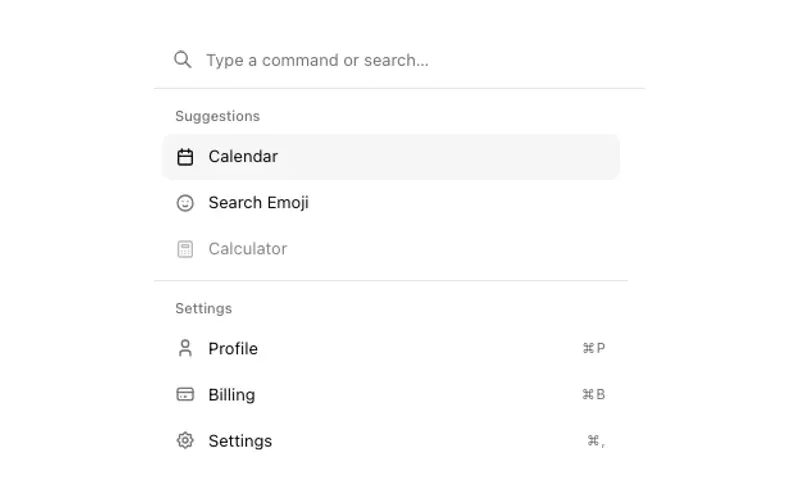 Type a command or search...
Suggestions
Calendar
Search Emoji
Calculator
Settings
Profile ⌘P
Billing ⌘B
Settings ⌘,